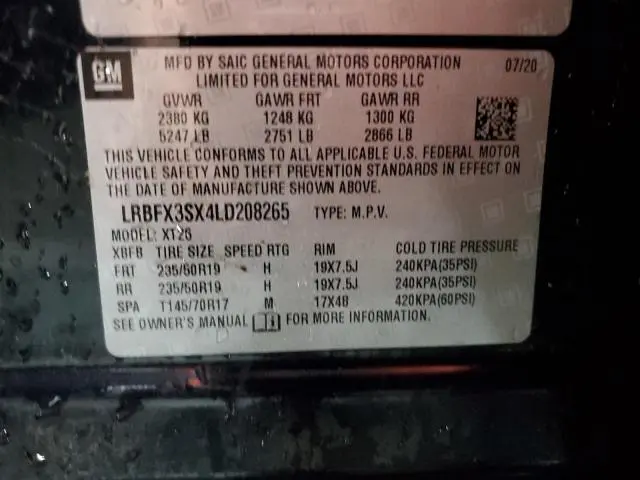 GM
MFD BY SAIC GENERAL MOTORS CORPORATION 07/20
LIMITED FOR GENERAL MOTORS LLC
GVWR GAWR FRT GAWR RR
2380 KG 1248 KG 1300 KG
5247 LB 2751 LB 2866 LB
THIS VEHICLE CONFORMS TO ALL APPLICABLE U.S. FEDERAL MOTOR
VEHICLE SAFETY AND THEFT PREVENTION STANDARDS IN EFFECT ON
THE DATE OF MANUFACTURE SHOWN ABOVE.
LRBFX3SX4LD208265 TYPE: M.P.V.
MODEL: XT26
XBFB TIRE SIZE SPEED RTG RIM COLD TIRE PRESSURE
FRT 235/50R19 H 19X7.5J 240KPA(35PSI)
RR 235/50R19 H 19X7.5J 240KPA(35PSI)
SPA T145/70R17 M 17X4B 420KPA(60PSI)
SEE OWNER'S MANUAL FOR MORE INFORMATION.